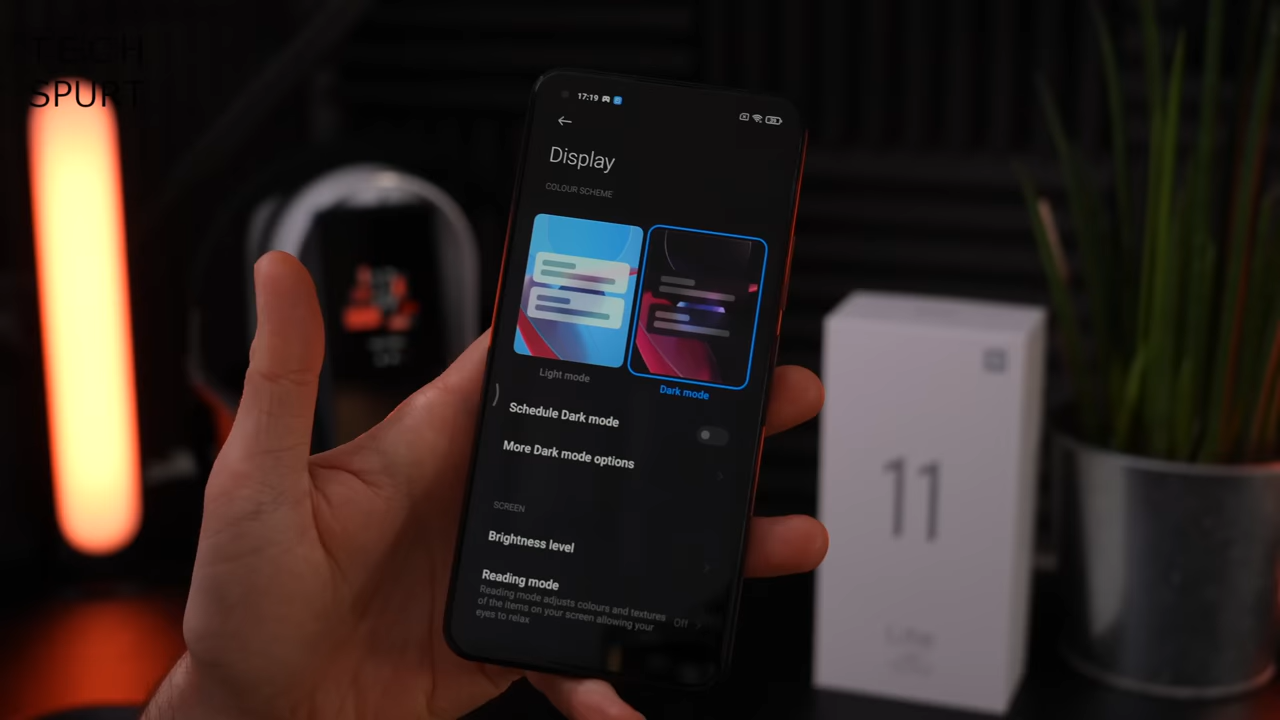 TECH
SPURT
17:19
Display
COLOUR SCHEME
Light mode
Dark mode
Schedule Dark mode
More Dark mode options
SCREEN
Brightness level
Reading mode
Reading mode adjusts colours and textures
of the items on your screen allowing your
eyes to relax
Off
11
Lite